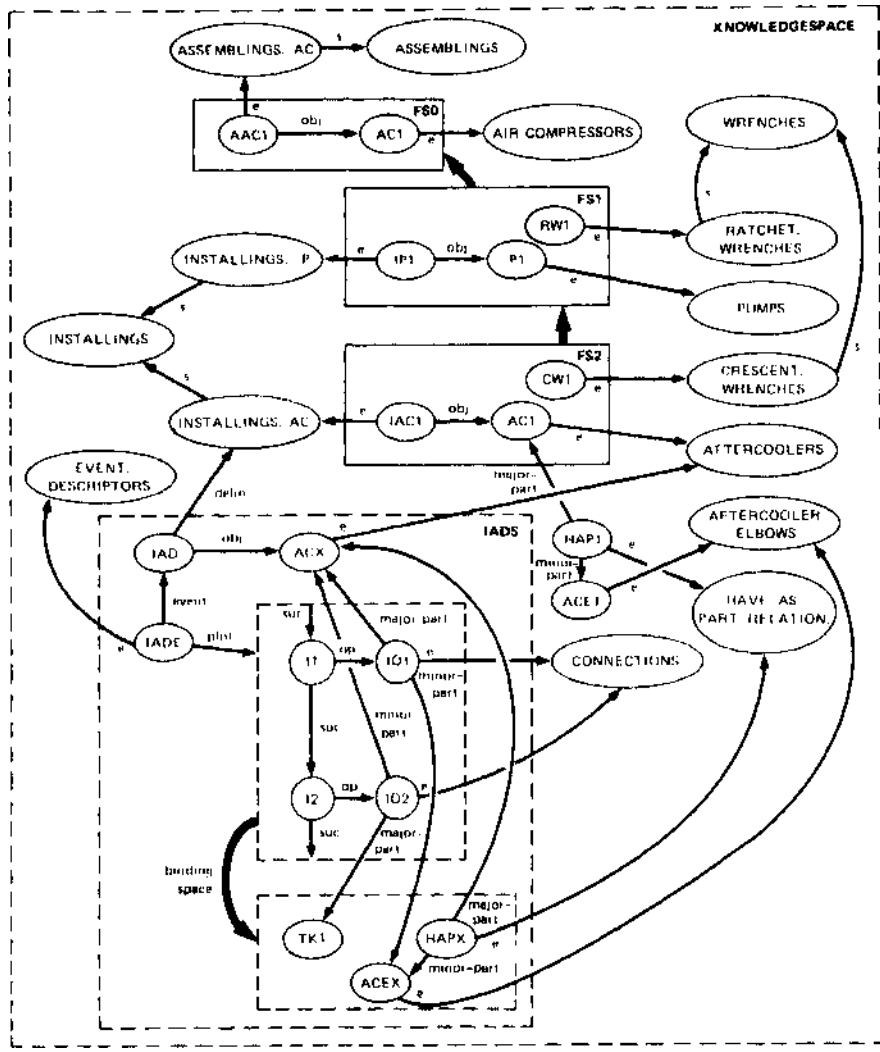 KNOWLEDGESPACE
ASSEMBLINGS. AC
s
ASSEMBLINGS
e
FS0
AAC1
obj
AC1
e
AIR COMPRESSORS
WRENCHES
FS1
RW1
e
s
RATCHET.
WRENCHES
INSTALLINGS. P
e
IP1
obj
P1
e
PUMPS
s
INSTALLINGS
s
FS2
CW1
e
CRESCENT.
WRENCHES
s
INSTALLINGS. AC
e
IAC1
obj
AC1
e
AFTERCOOLERS
EVENT.
DESCRIPTORS
delin
major-
part
e
IADS
AFTERCOOLER
ELBOWS
IAD
obj
ACX
HAP1
e
minor-
part
ACE1
e
HAVE AS
PART RELATION
event
e
IADE
plot
suc
major part
I1
op
IO1
e
minor-
part
CONNECTIONS
suc
minor
part
I2
op
IO2
e
suc
major-
part
binding
space
major-
part
TK1
HAPX
e
minor-part
ACEX
e